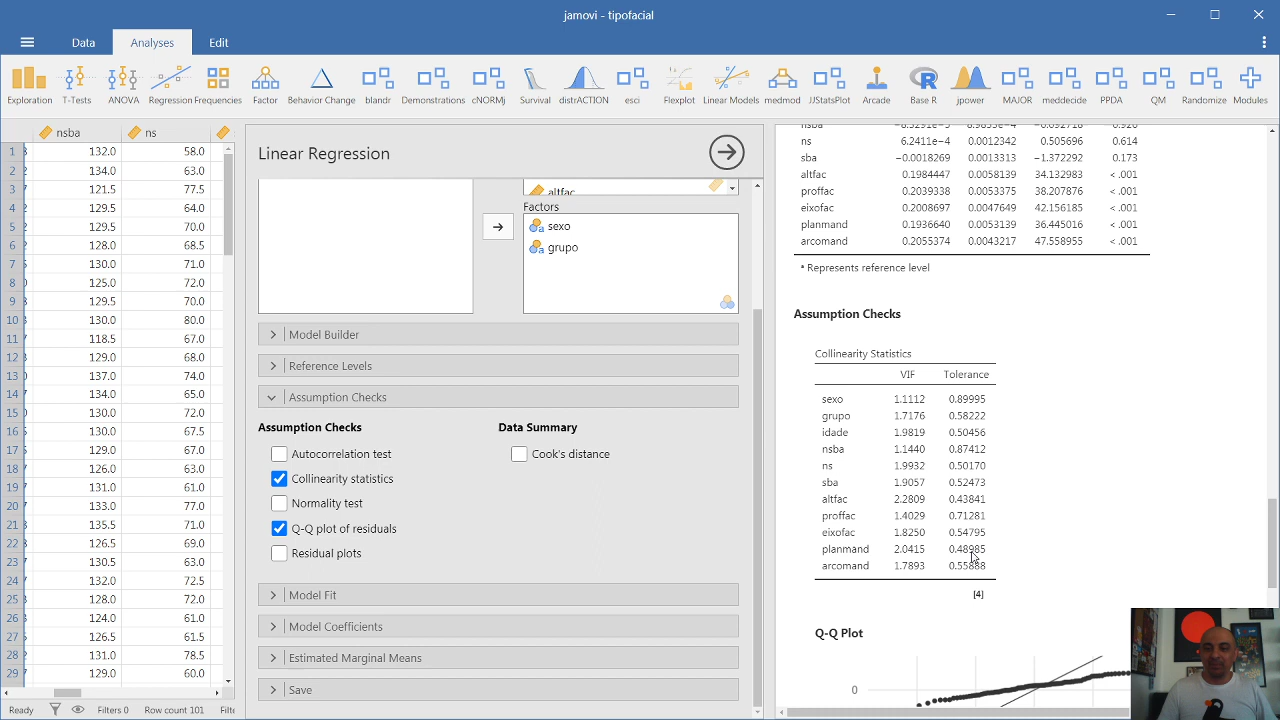 jamovi - tipofacial
Data Analyses Edit
Exploration T-Tests ANOVA Regression Frequencies Factor Behavior Change blandr Demonstrations cNORMj Survival distrACTION esci Flexplot Linear Models medmod JJStatsPlot Arcade Base R jpower MAJOR meddecide PPDA QM Randomize Modules
nsba ns
1 132.0 58.0
2 134.0 63.0
3 121.5 77.5
4 129.5 64.0
5 129.5 70.0
6 128.0 68.5
7 130.0 71.0
8 125.0 72.0
9 129.5 70.0
10 130.0 80.0
11 118.5 67.0
12 129.0 68.0
13 137.0 74.0
14 134.0 65.0
15 130.0 72.0
16 130.0 67.5
17 129.0 67.0
18 126.0 63.0
19 131.0 61.0
20 133.0 77.0
21 135.5 71.0
22 126.5 69.0
23 130.5 63.0
24 132.0 72.5
25 128.0 72.0
26 124.0 61.0
27 126.5 61.5
28 131.0 78.5
29 129.0 60.0
Ready Filters 0 Row count 101
Linear Regression
altfac
Factors
sexo
grupo
Model Builder
Reference Levels
Assumption Checks
Assumption Checks Data Summary
Autocorrelation test Cook's distance
Collinearity statistics
Normality test
Q-Q plot of residuals
Residual plots
Model Fit
Model Coefficients
Estimated Marginal Means
Save
ns 6.2411e−4 0.0012342 0.505696 0.614
sba −0.0018269 0.0013313 −1.372292 0.173
altfac 0.1984447 0.0058139 34.132983 < .001
proffac 0.2039338 0.0053375 38.207876 < .001
eixofac 0.2008697 0.0047649 42.156185 < .001
planmand 0.1936640 0.0053139 36.445016 < .001
arcomand 0.2055374 0.0043217 47.558955 < .001
ª Represents reference level
Assumption Checks
Collinearity Statistics
VIF Tolerance
sexo 1.1112 0.89995
grupo 1.7176 0.58222
idade 1.9819 0.50456
nsba 1.1440 0.87412
ns 1.9932 0.50170
sba 1.9057 0.52473
altfac 2.2809 0.43841
proffac 1.4029 0.71281
eixofac 1.8250 0.54795
planmand 2.0415 0.48985
arcomand 1.7893 0.55888
[4]
Q-Q Plot
0